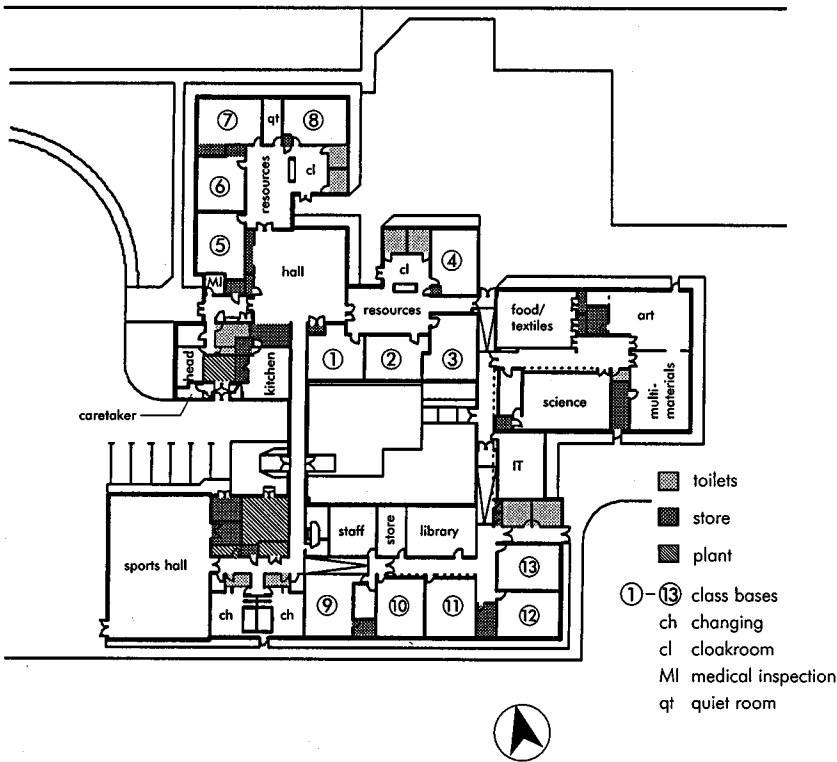 7
qt
8
6
resources
cl
5
MI
hall
cl
4
resources
food/
textiles
art
head
kitchen
1
2
3
science
multi-
materials
caretaker
IT
toilets
store
plant
staff
store
library
sports hall
13
9
10
11
12
ch
ch
1–13 class bases
ch changing
cl cloakroom
MI medical inspection
qt quiet room